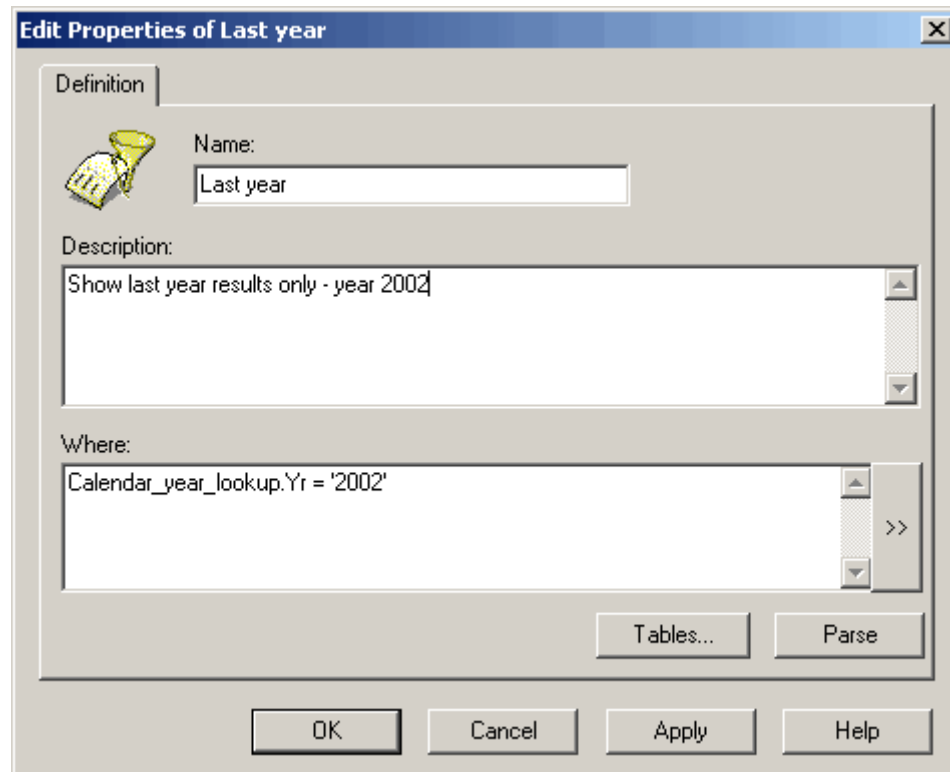 Edit Properties of Last year
Definition
Name:
Last year
Description:
Show last year results only - year 2002
Where:
Calendar_year_lookup.Yr = '2002'
>>
Tables...
Parse
OK
Cancel
Apply
Help